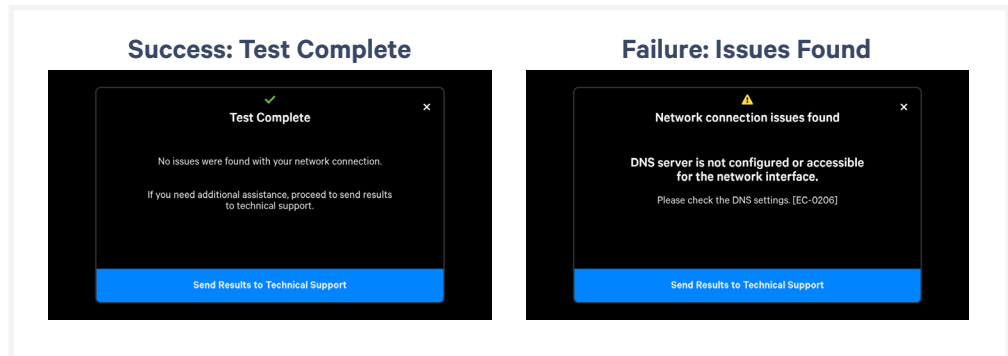 Success: Test Complete
Test Complete
No issues were found with your network connection.
If you need additional assistance, proceed to send results
to technical support.
Send Results to Technical Support
Failure: Issues Found
Network connection issues found
DNS server is not configured or accessible
for the network interface.
Please check the DNS settings. [EC-0206]
Send Results to Technical Support